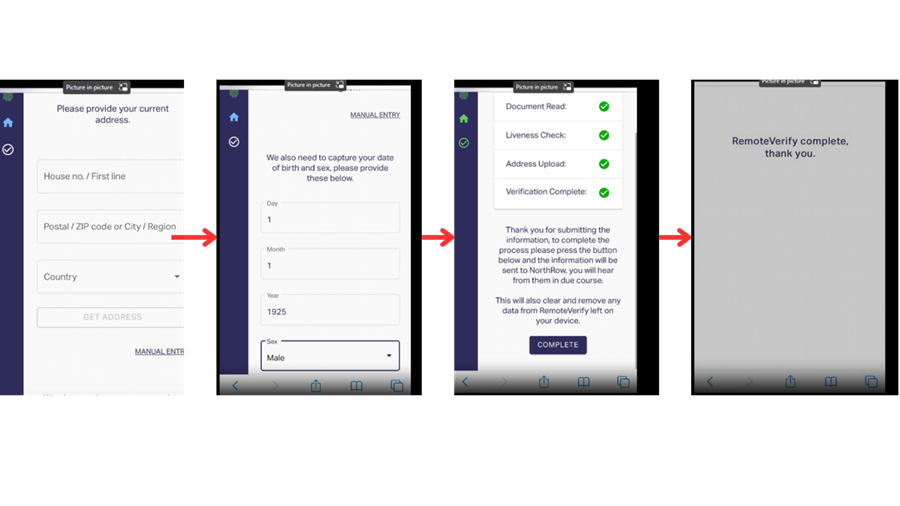 Picture in picture
Please provide your current
address.
House no. / First line
Postal / ZIP code or City / Region
Country
GET ADDRESS
MANUAL ENTR
Picture in picture
MANUAL ENTRY
We also need to capture your date
of birth and sex, please provide
these below.
Day
1
Month
1
Year
1925
Sex
Male
Picture in picture
Document Read:
Liveness Check:
Address Upload:
Verification Complete:
Thank you for submitting the
information, to complete the
process please press the button
below and the information will be
sent to NorthRow, you will hear
from them in due course.
This will also clear and remove any
data from RemoteVerify left on
your device.
COMPLETE
Picture in picture
RemoteVerify complete,
thank you.